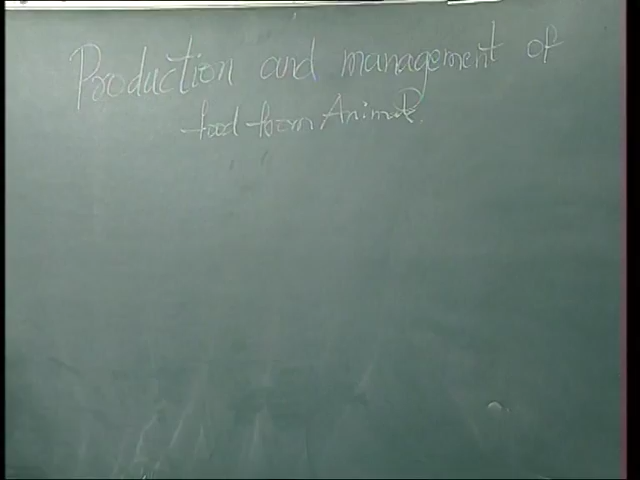 Production and management of
food from Animals.